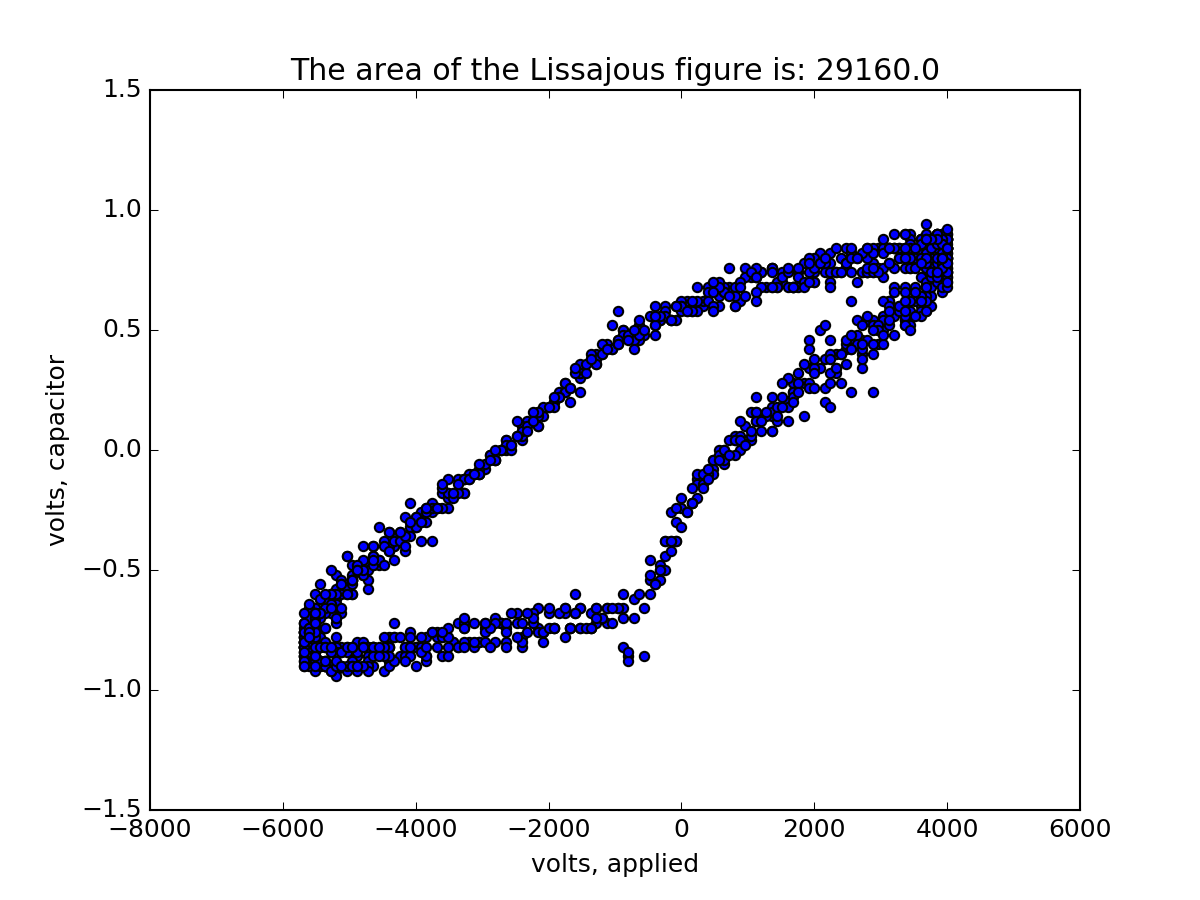 The area of the Lissajous figure is: 29160.0
1.5
1.0
0.5
0.0
−0.5
−1.0
−1.5
volts, capacitor
−8000 −6000 −4000 −2000 0 2000 4000 6000
volts, applied